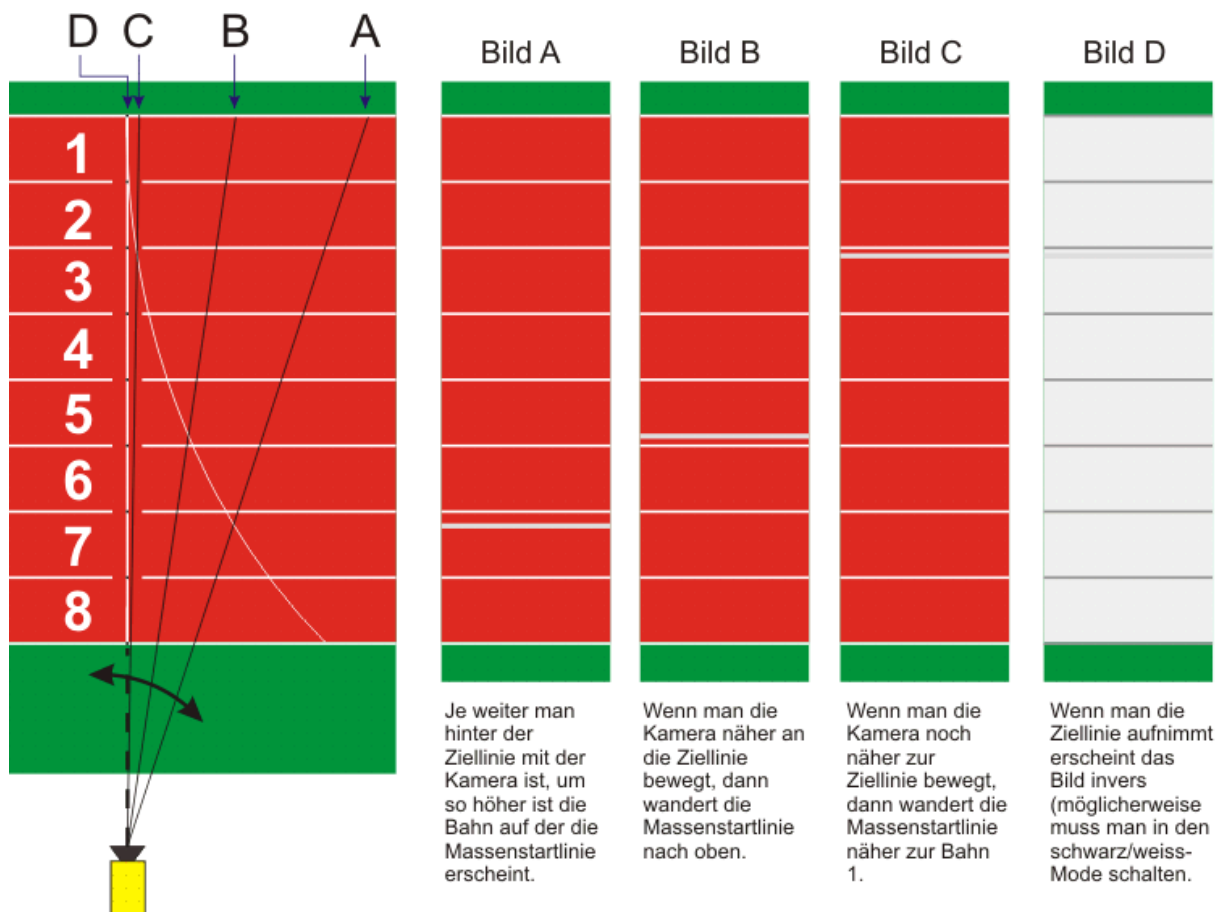 D C B A
Bild A
Bild B
Bild C
Bild D
1
2
3
4
5
6
7
8
Je weiter man
hinter der
Ziellinie mit der
Kamera ist, um
so höher ist die
Bahn auf der die
Massenstartlinie
erscheint.
Wenn man die
Kamera näher an
die Ziellinie
bewegt, dann
wandert die
Massenstartlinie
nach oben.
Wenn man die
Kamera noch
näher zur
Ziellinie bewegt,
dann wandert die
Massenstartlinie
näher zur Bahn
1.
Wenn man die
Ziellinie aufnimmt
erscheint das
Bild invers
(möglicherweise
muss man in den
schwarz/weiss-
Mode schalten.